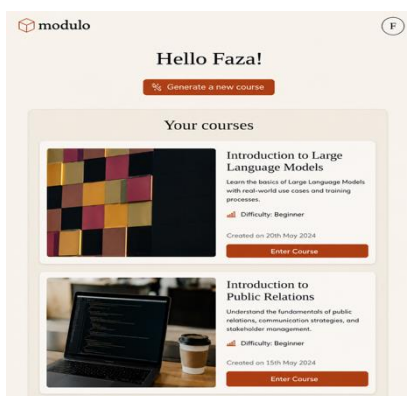 modulo
F
Hello Faza!
Generate a new course
Your courses
Introduction to Large
Language Models
Learn the basics of Large Language Models
with real-world use cases and training
processes.
Difficulty: Beginner
Created on 20th May 2024
Enter Course
Introduction to
Public Relations
Understand the fundamentals of public
relations, communication strategies, and
stakeholder management.
Difficulty: Beginner
Created on 15th May 2024
Enter Course